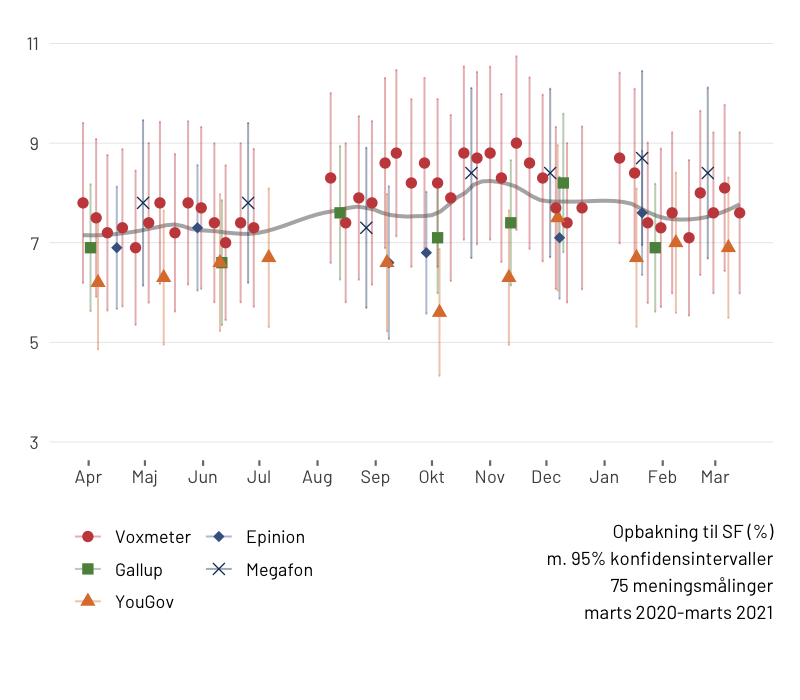 11
9
7
5
3
Apr Maj Jun Jul Aug Sep Okt Nov Dec Jan Feb Mar
Voxmeter Epinion
Gallup Megafon
YouGov
Opbakning til SF (%)
m. 95% konfidensintervaller
75 meningsmålinger
marts 2020-marts 2021